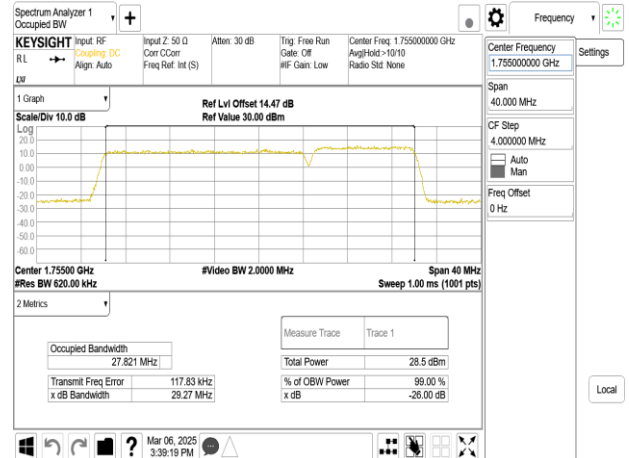 Spectrum Analyzer 1
Occupied BW
Frequency
KEYSIGHT
Input: RF
Coupling: DC
Align: Auto
Input Z: 50 Ω
Corr CCorr
Freq Ref: Int (S)
Atten: 30 dB
Trig: Free Run
Gate: Off
#IF Gain: Low
Center Freq: 1.755000000 GHz
Avg|Hold:>10/10
Radio Std: None
RL
LXI
Center Frequency
1.755000000 GHz
Settings
Span
40.000 MHz
CF Step
4.000000 MHz
Auto
Man
Freq Offset
0 Hz
1 Graph
Ref Lvl Offset 14.47 dB
Scale/Div 10.0 dB
Ref Value 30.00 dBm
Log
20.0
10.0
0.00
-10.0
-20.0
-30.0
-40.0
-50.0
-60.0
Center 1.75500 GHz
#Video BW 2.0000 MHz
Span 40 MHz
#Res BW 620.00 kHz
Sweep 1.00 ms (1001 pts)
2 Metrics
Measure Trace Trace 1
Occupied Bandwidth
27.821 MHz
Total Power 28.5 dBm
Transmit Freq Error 117.83 kHz
% of OBW Power 99.00 %
x dB Bandwidth 29.27 MHz
x dB -26.00 dB
Local
?
Mar 06, 2025
3:39:19 PM